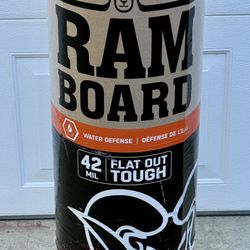 RAM
BOARD
WATER DEFENSE | DÉFENSE DE L'EAU
42 MIL
FLAT OUT
TOUGH